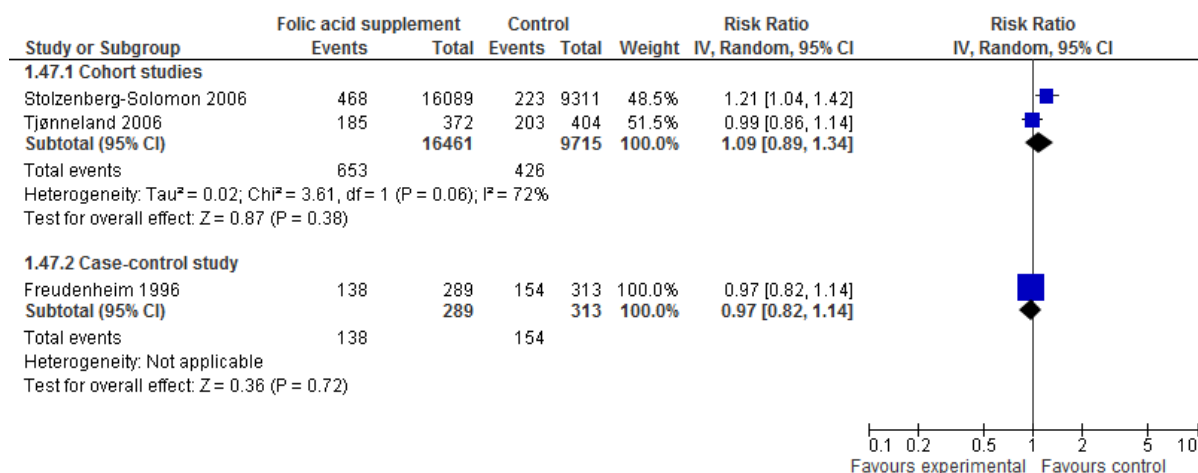 Folic acid supplement Control Risk Ratio Risk Ratio
Study or Subgroup Events Total Events Total Weight IV, Random, 95% CI IV, Random, 95% CI
1.47.1 Cohort studies
Stolzenberg-Solomon 2006 468 16089 223 9311 48.5% 1.21 [1.04, 1.42]
Tjønneland 2006 185 372 203 404 51.5% 0.99 [0.86, 1.14]
Subtotal (95% CI) 16461 9715 100.0% 1.09 [0.89, 1.34]
Total events 653 426
Heterogeneity: Tau² = 0.02; Chi² = 3.61, df = 1 (P = 0.06); I² = 72%
Test for overall effect: Z = 0.87 (P = 0.38)
1.47.2 Case-control study
Freudenheim 1996 138 289 154 313 100.0% 0.97 [0.82, 1.14]
Subtotal (95% CI) 289 313 100.0% 0.97 [0.82, 1.14]
Total events 138 154
Heterogeneity: Not applicable
Test for overall effect: Z = 0.36 (P = 0.72)
0.1 0.2 0.5 1 2 5 10
Favours experimental Favours control